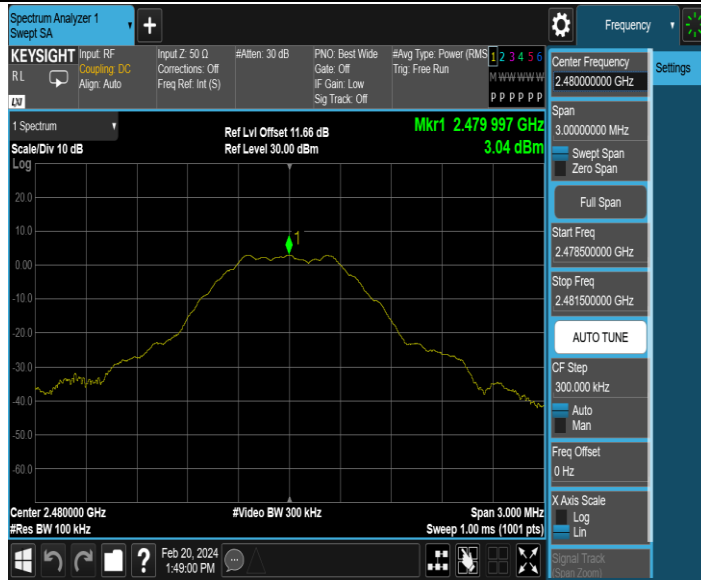 Spectrum Analyzer 1
Swept SA
+
Frequency
KEYSIGHT
RL
LXI
Input: RF
Coupling: DC
Align: Auto
Input Z: 50 Ω
Corrections: Off
Freq Ref: Int (S)
#Atten: 30 dB
PNO: Best Wide
Gate: Off
IF Gain: Low
Sig Track: Off
#Avg Type: Power (RMS
Trig: Free Run
1 2 3 4 5 6
M W W W W W
P P P P P P
1 Spectrum
Scale/Div 10 dB
Log
Ref Lvl Offset 11.66 dB
Ref Level 30.00 dBm
Mkr1 2.479 997 GHz
3.04 dBm
1
20.0
10.0
0.00
-10.0
-20.0
-30.0
-40.0
-50.0
-60.0
Center 2.480000 GHz
#Res BW 100 kHz
#Video BW 300 kHz
Span 3.000 MHz
Sweep 1.00 ms (1001 pts)
?
Feb 20, 2024
1:49:00 PM
Center Frequency
2.480000000 GHz
Span
3.00000000 MHz
Swept Span
Zero Span
Full Span
Start Freq
2.478500000 GHz
Stop Freq
2.481500000 GHz
AUTO TUNE
CF Step
300.000 kHz
Auto
Man
Freq Offset
0 Hz
X Axis Scale
Log
Lin
Signal Track
(Span Zoom)
Settings